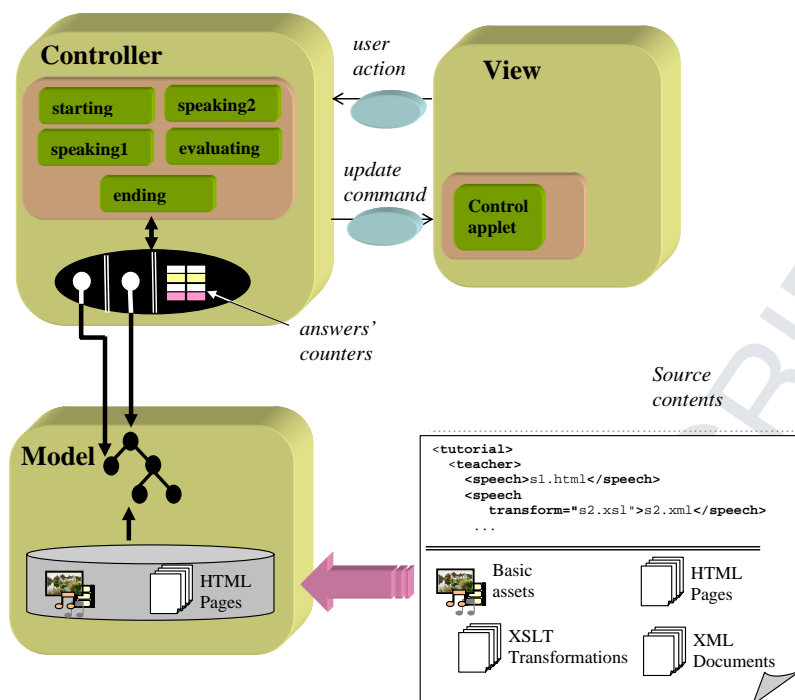 Controller
starting
speaking2
speaking1
evaluating
ending
user
action
View
update
command
Control
applet
answers’
counters
Source
contents
Model
HTML
Pages
<tutorial>
<teacher>
<speech>s1.html</speech>
<speech
transform="s2.xsl">s2.xml</speech>
...
Basic
assets
HTML
Pages
XSLT
Transformations
XML
Documents